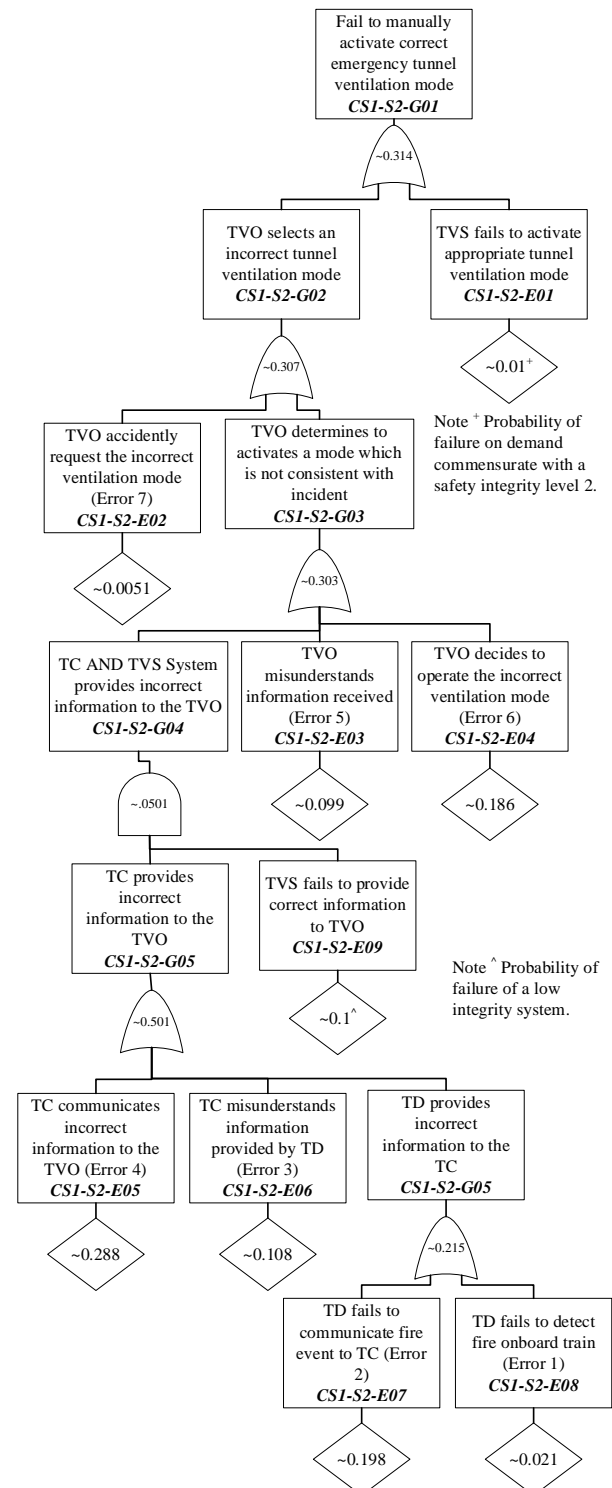 Fail to manually
activate correct
emergency tunnel
ventilation mode
CS1-S2-G01
~0.314
TVO selects an
incorrect tunnel
ventilation mode
CS1-S2-G02
TVS fails to activate
appropriate tunnel
ventilation mode
CS1-S2-E01
~0.307
~0.01+
Note + Probability of
failure on demand
commensurate with a
safety integrity level 2.
TVO accidently
request the incorrect
ventilation mode
(Error 7)
CS1-S2-E02
TVO determines to
activates a mode which
is not consistent with
incident
CS1-S2-G03
~0.0051
~0.303
TC AND TVS System
provides incorrect
information to the TVO
CS1-S2-G04
TVO
misunderstands
information received
(Error 5)
CS1-S2-E03
TVO decides to
operate the incorrect
ventilation mode
(Error 6)
CS1-S2-E04
~.0501
~0.099
~0.186
TC provides
incorrect
information to the
TVO
CS1-S2-G05
TVS fails to provide
correct information
to TVO
CS1-S2-E09
~0.1^
Note ^ Probability of
failure of a low
integrity system.
~0.501
TC communicates
incorrect
information to the
TVO (Error 4)
CS1-S2-E05
TC misunderstands
information
provided by TD
(Error 3)
CS1-S2-E06
TD provides
incorrect
information to the
TC
CS1-S2-G05
~0.288
~0.108
~0.215
TD fails to
communicate fire
event to TC (Error
2)
CS1-S2-E07
TD fails to detect
fire onboard train
(Error 1)
CS1-S2-E08
~0.198
~0.021